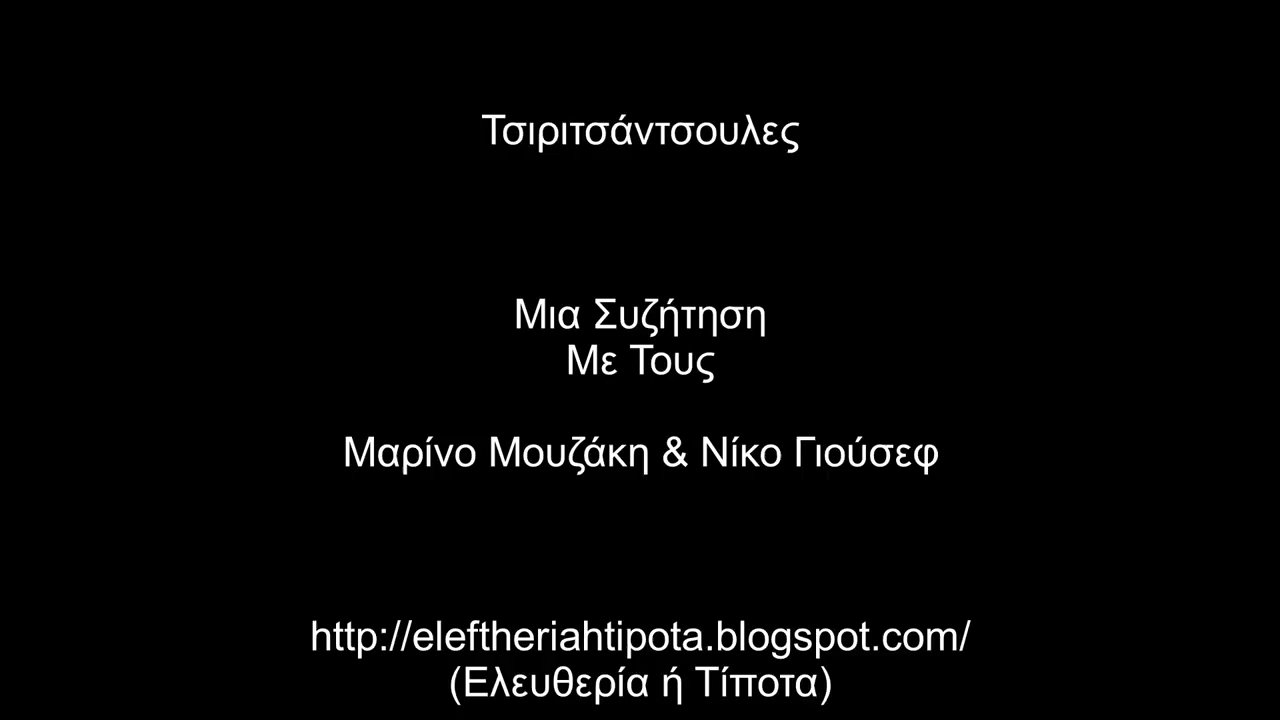 Τσιριτσάντσουλες
Μια Συζήτηση
Με Τους
Μαρίνο Μουζάκη & Νίκο Γιούσεφ
http://eleftheriahtipota.blogspot.com/
(Ελευθερία ή Τίποτα)